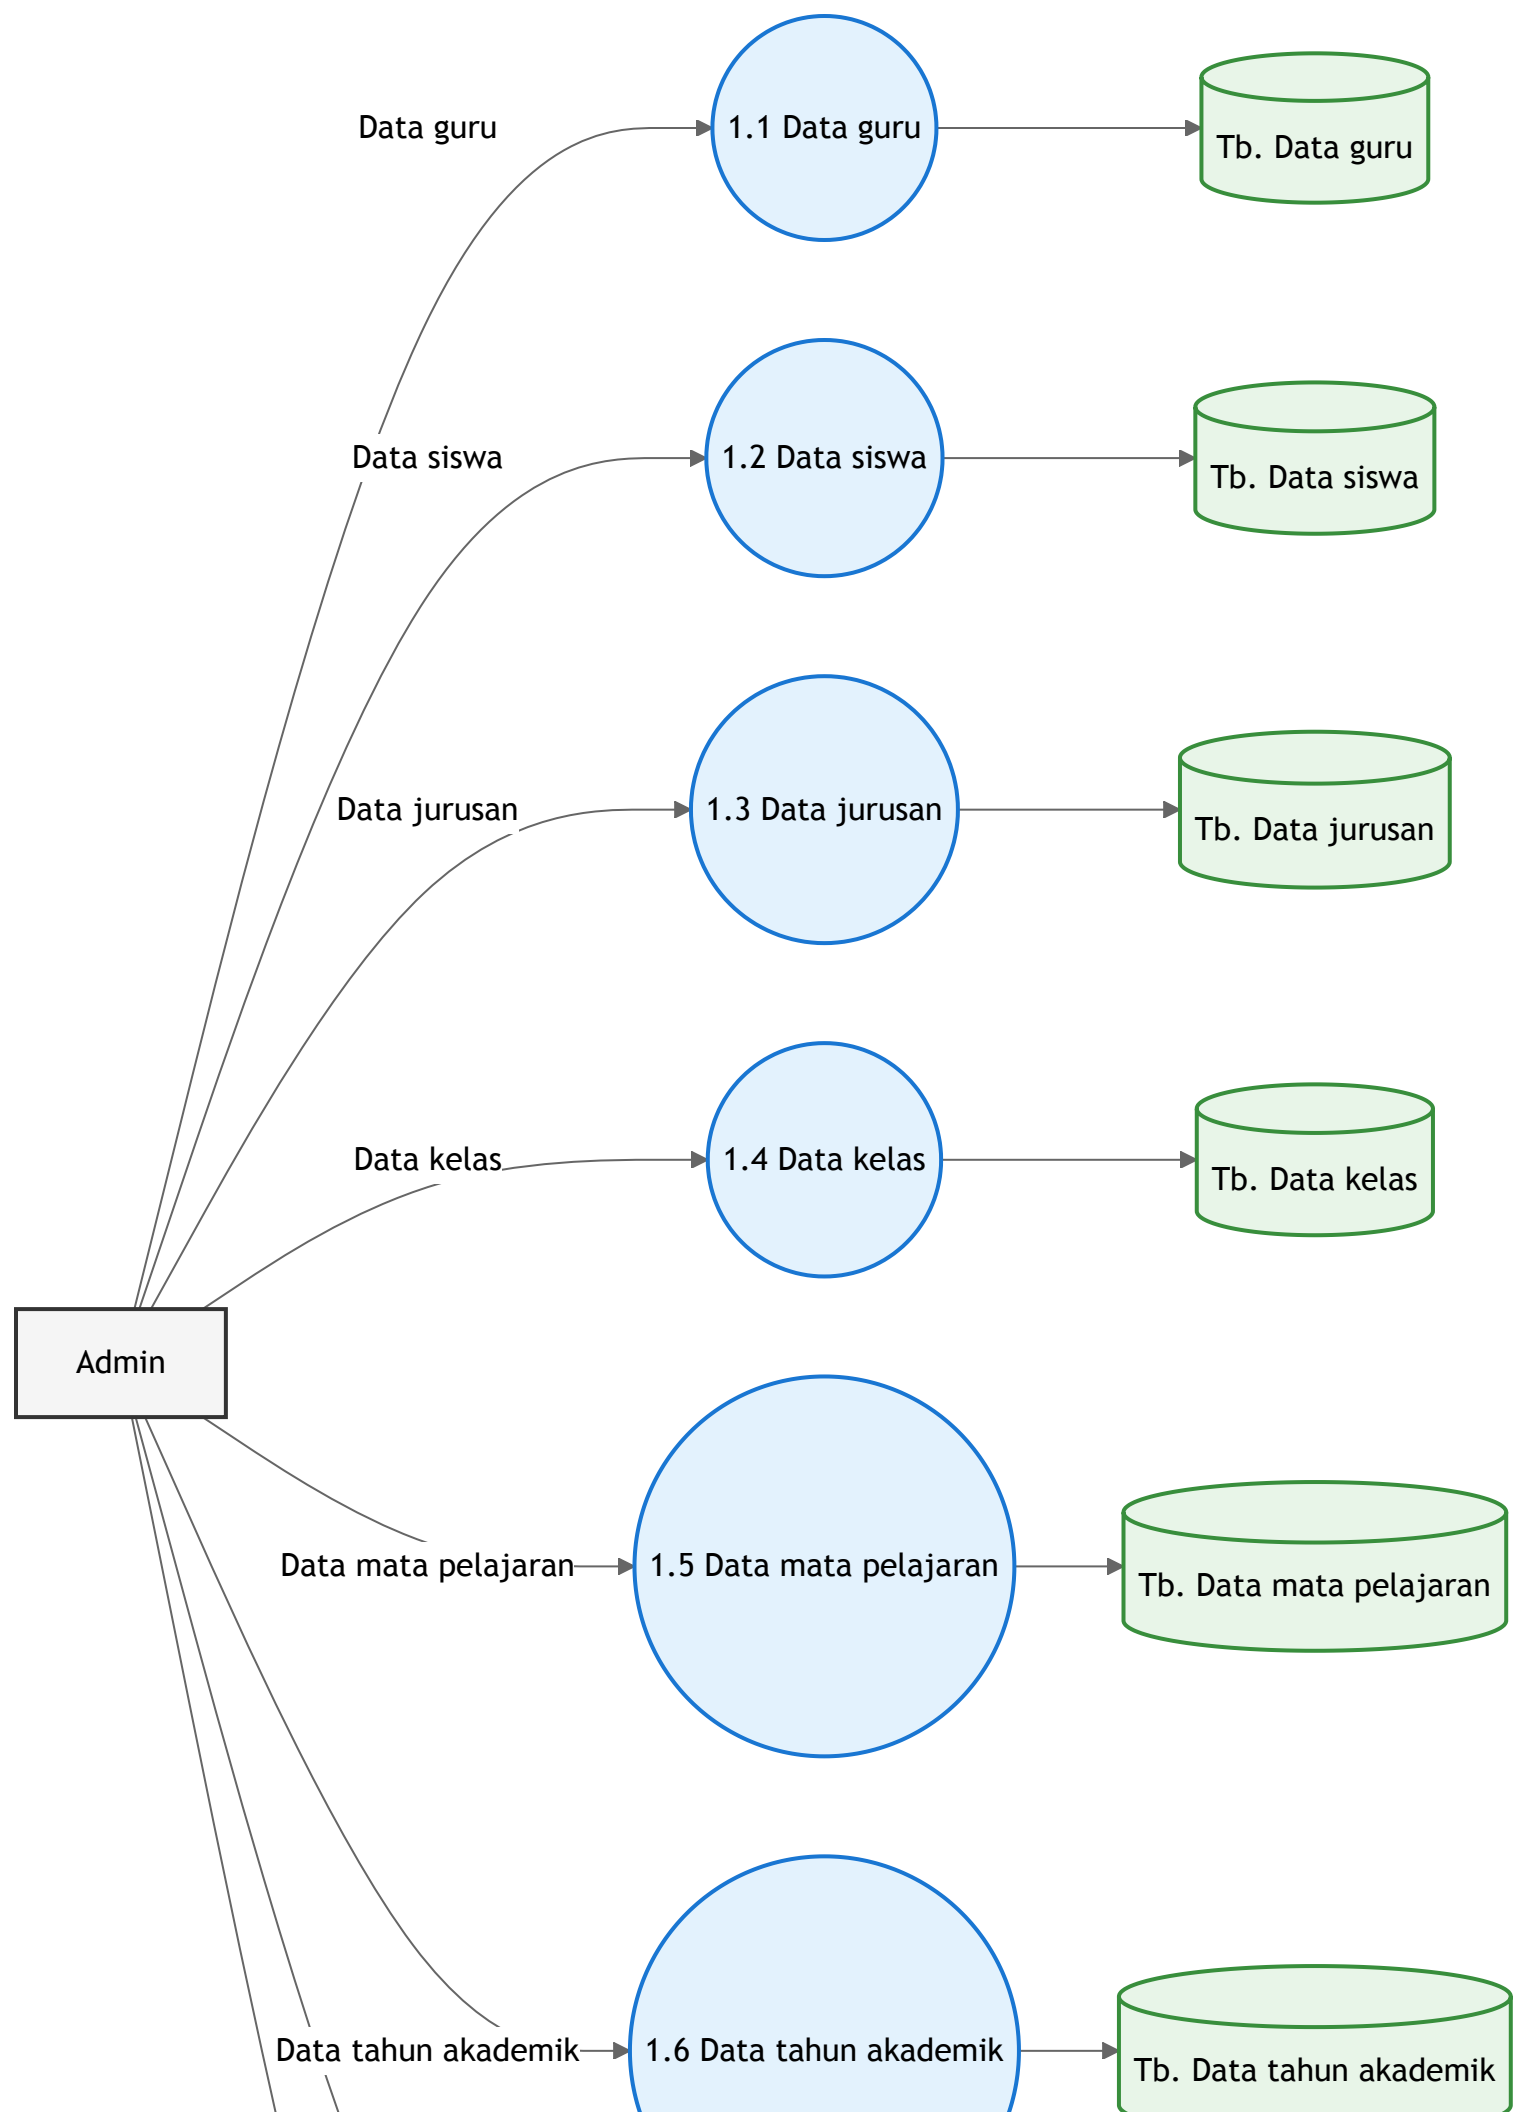 Data guru
1.1 Data guru
Tb. Data guru
Data siswa
1.2 Data siswa
Tb. Data siswa
Data jurusan
1.3 Data jurusan
Tb. Data jurusan
Data kelas
1.4 Data kelas
Tb. Data kelas
Admin
Data mata pelajaran
1.5 Data mata pelajaran
Tb. Data mata pelajaran
Data tahun akademik
1.6 Data tahun akademik
Tb. Data tahun akademik